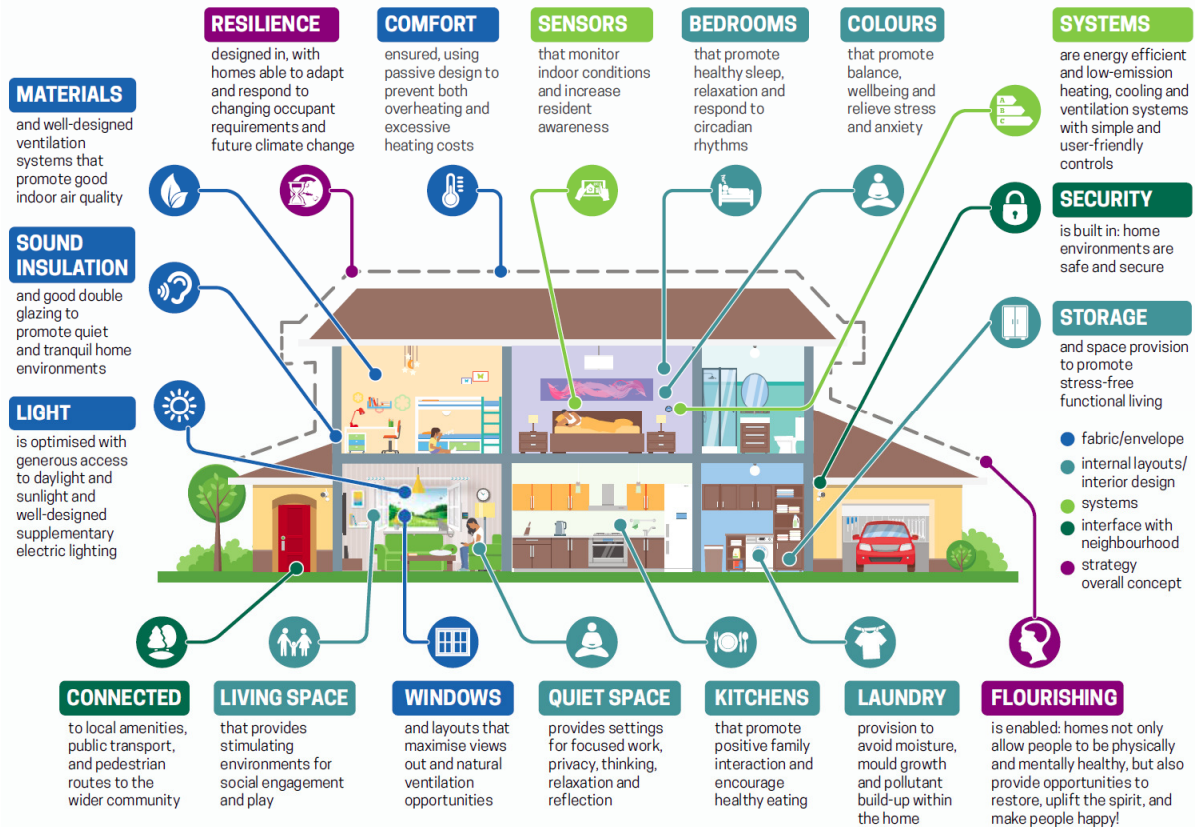 RESILIENCE
designed in, with
homes able to adapt
and respond to
changing occupant
requirements and
future climate change
COMFORT
ensured, using
passive design to
prevent both
overheating and
excessive
heating costs
SENSORS
that monitor
indoor conditions
and increase
resident
awareness
BEDROOMS
that promote
healthy sleep,
relaxation and
respond to
circadian
rhythms
COLOURS
that promote
balance,
wellbeing and
relieve stress
and anxiety
SYSTEMS
are energy efficient
and low-emission
heating, cooling and
ventilation systems
with simple and
user-friendly
controls
A
B
C
MATERIALS
and well-designed
ventilation
systems that
promote good
indoor air quality
SECURITY
is built in: home
environments are
safe and secure
SOUND
INSULATION
and good double
glazing to
promote quiet
and tranquil home
environments
STORAGE
and space provision
to promote
stress-free
functional living
LIGHT
is optimised with
generous access
to daylight and
sunlight and
well-designed
supplementary
electric lighting
fabric/envelope
internal layouts/
interior design
systems
interface with
neighbourhood
strategy
overall concept
CONNECTED
to local amenities,
public transport,
and pedestrian
routes to the
wider community
LIVING SPACE
that provides
stimulating
environments for
social engagement
and play
WINDOWS
and layouts that
maximise views
out and natural
ventilation
opportunities
QUIET SPACE
provides settings
for focused work,
privacy, thinking,
relaxation and
reflection
KITCHENS
that promote
positive family
interaction and
encourage
healthy eating
LAUNDRY
provision to
avoid moisture,
mould growth
and pollutant
build-up within
the home
FLOURISHING
is enabled: homes not only
allow people to be physically
and mentally healthy, but also
provide opportunities to
restore, uplift the spirit, and
make people happy!